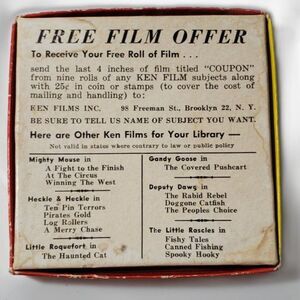 FREE FILM OFFER
To Receive Your Free Roll of Film . . .
send the last 4 inches of film titled "COUPON"
from nine rolls of any KEN FILM subjects along
with 25c in coin or stamps (to cover the cost of
mailing and handling) to:
KEN FILMS INC. 98 Freeman St., Brooklyn 22, N. Y.
BE SURE TO TELL US NAME OF SUBJECT YOU WANT.
Here are Other Ken Films for Your Library —
Not valid in states where contrary to law or public policy
Mighty Mouse in
A Fight to the Finish
At The Circus
Winning The West
Heckle & Heckle in
Ten Pin Terrors
Pirates Gold
Log Rollers
A Merry Chase
Little Roquefort in
The Haunted Cat
Gandy Goose in
The Covered Pushcart
Deputy Dawg in
The Rabid Rebel
Doggone Catfish
The Peoples Choice
The Little Rascles in
Fishy Tales
Canned Fishing
Spooky Hooky